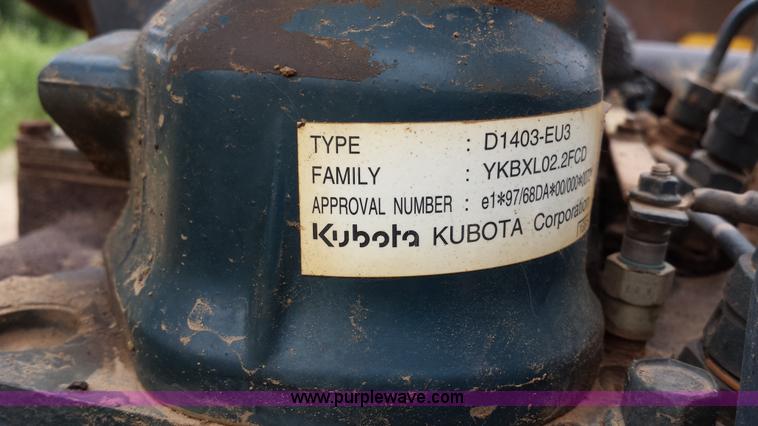 TYPE : D1403-EU3
FAMILY : YKBXL02.2FCD
APPROVAL NUMBER : e1*97/68DA*00/000*
Kubota KUBOTA Corporation
www.purplewave.com